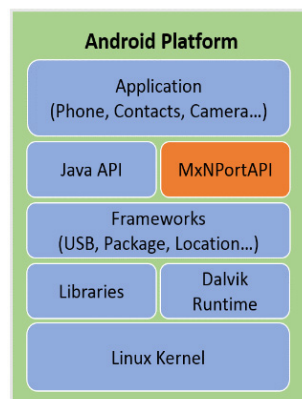 Android Platform
Application
(Phone, Contacts, Camera...)
Java API
MxNPortAPI
Frameworks
(USB, Package, Location...)
Libraries
Dalvik
Runtime
Linux Kernel